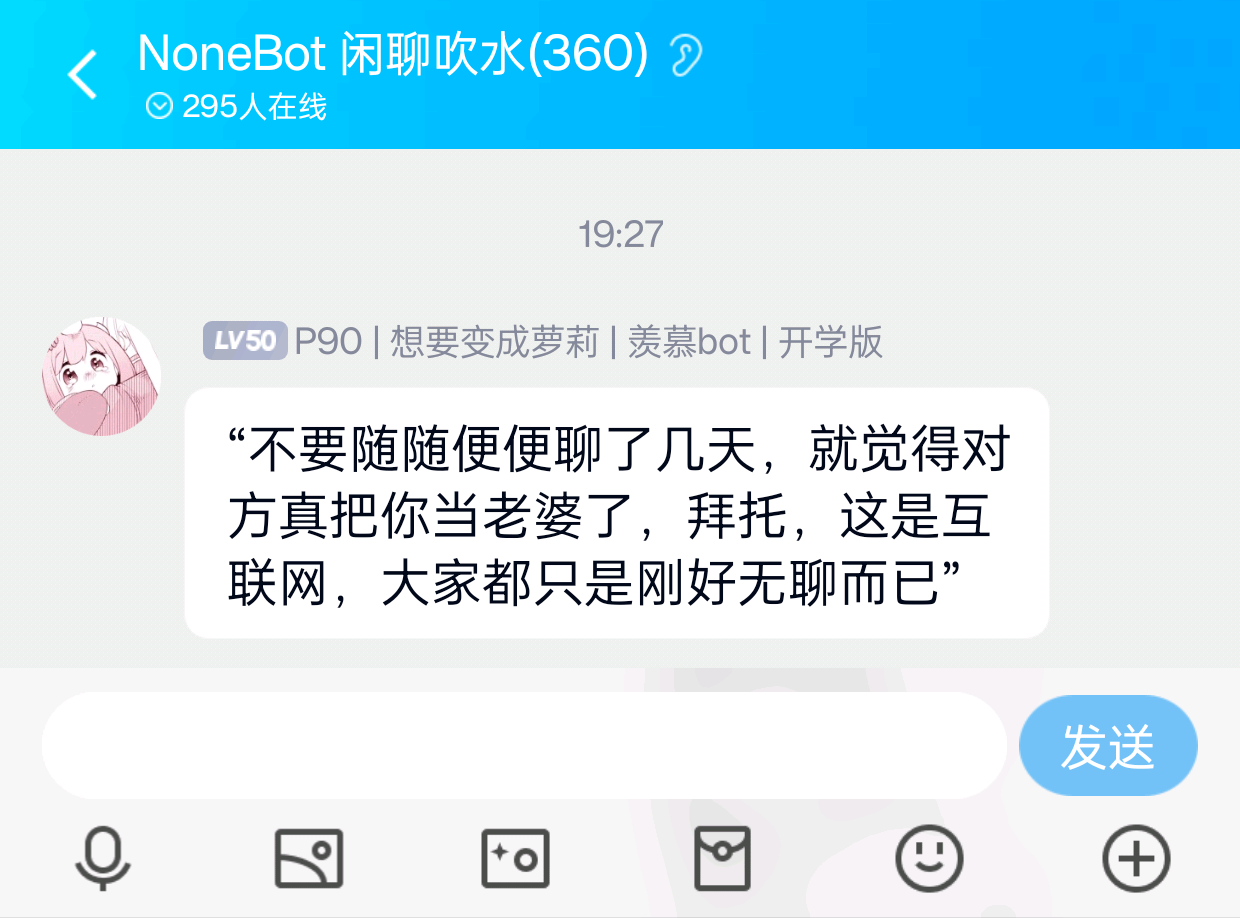 NoneBot 闲聊吹水(360)
295人在线
19:27
LV50 P90 | 想要变成萝莉 | 羡慕bot | 开学版
“不要随随便便聊了几天，就觉得对
方真把你当老婆了，拜托，这是互
联网，大家都只是刚好无聊而已”
发送